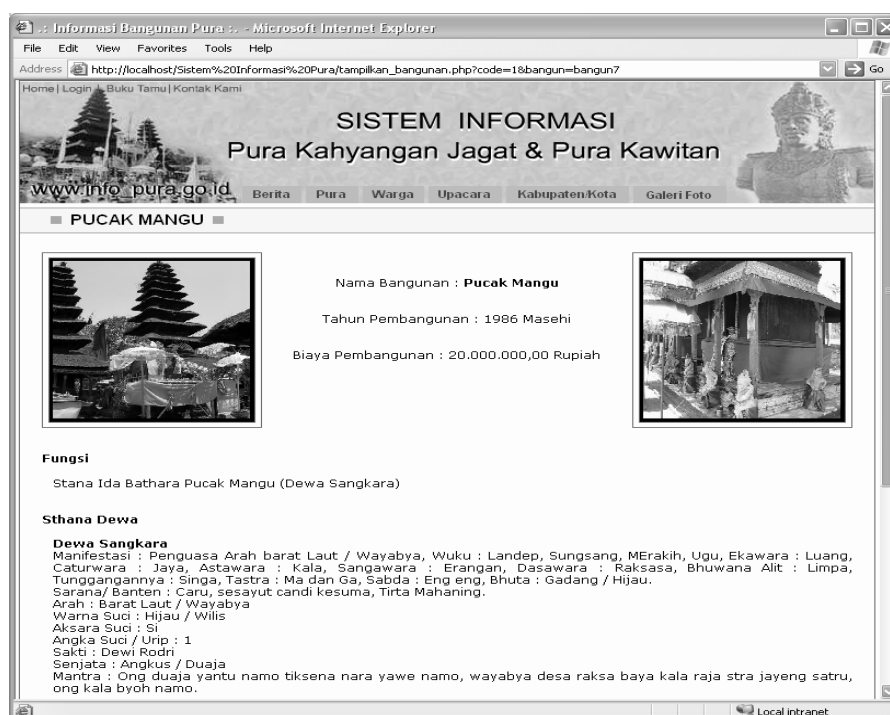 .: Informasi Bangunan Pura :. - Microsoft Internet Explorer
File Edit View Favorites Tools Help
Address http://localhost/Sistem%20Informasi%20Pura/tampilkan_bangunan.php?code=1&bangun=bangun7 Go
Home | Login | Buku Tamu | Kontak Kami
SISTEM INFORMASI
Pura Kahyangan Jagat & Pura Kawitan
www.info_pura.go.id
Berita Pura Warga Upacara Kabupaten/Kota Galeri Foto
PUCAK MANGU
Nama Bangunan : Pucak Mangu
Tahun Pembangunan : 1986 Masehi
Biaya Pembangunan : 20.000.000,00 Rupiah
Fungsi
Stana Ida Bathara Pucak Mangu (Dewa Sangkara)
Sthana Dewa
Dewa Sangkara
Manifestasi : Penguasa Arah barat Laut / Wayabya, Wuku : Landep, Sungsang, MErakih, Ugu, Ekawara : Luang,
Caturwara : Jaya, Astawara : Kala, Sangawara : Erangan, Dasawara : Raksasa, Bhuwana Alit : Limpa,
Tunggangannya : Singa, Tastra : Ma dan Ga, Sabda : Eng eng, Bhuta : Gadang / Hijau.
Sarana/ Banten : Caru, sesayut candi kesuma, Tirta Mahaning.
Arah : Barat Laut / Wayabya
Warna Suci : Hijau / Wilis
Aksara Suci : Si
Angka Suci / Urip : 1
Sakti : Dewi Rodri
Senjata : Angkus / Duaja
Mantra : Ong duaja yantu namo tiksena nara yawe namo, wayabya desa raksa baya kala raja stra jayeng satru,
ong kala byoh namo.
Local intranet